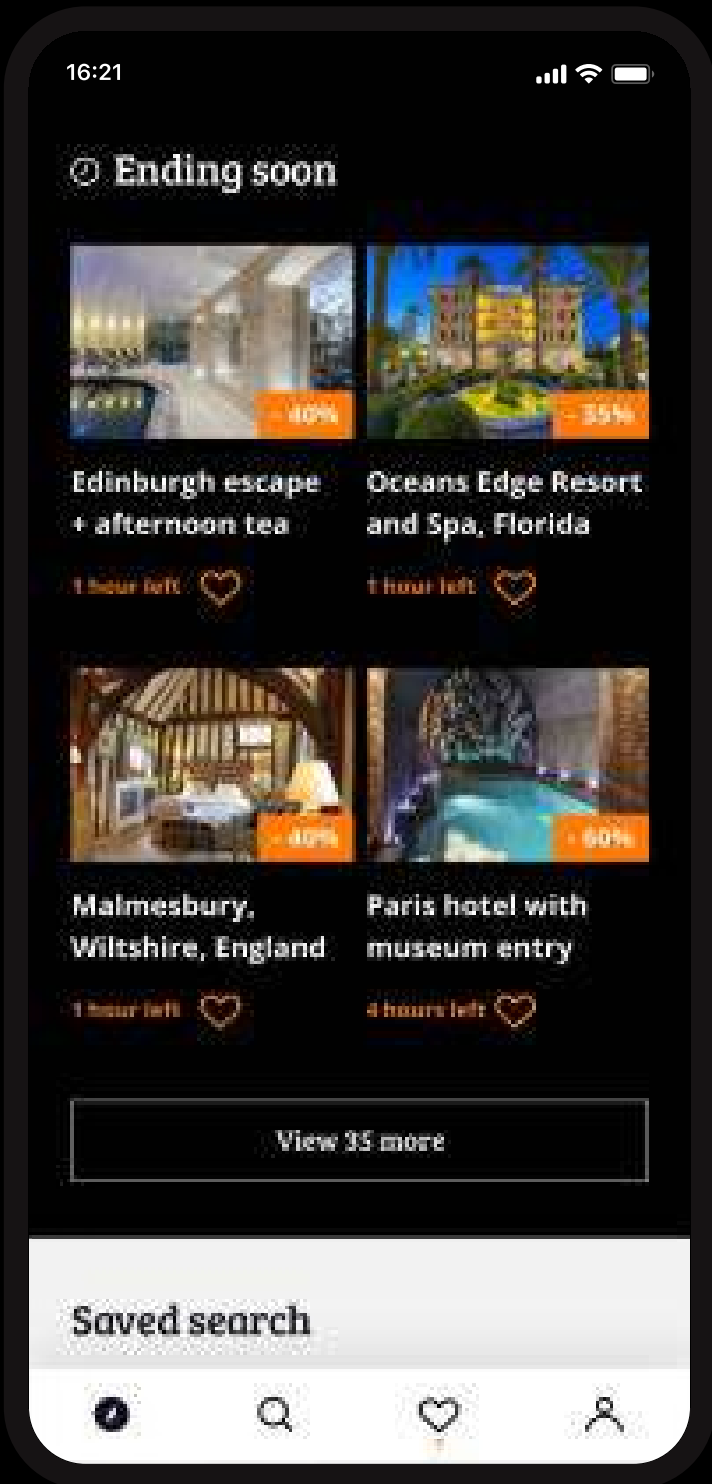 16:21
Ending soon
- 40%
- 55%
Edinburgh escape
+ afternoon tea
Oceans Edge Resort
and Spa, Florida
1 hour left
1 hour left
- 40%
- 60%
Malmesbury,
Wiltshire, England
Paris hotel with
museum entry
1 hour left
4 hours left
View 35 more
Saved search